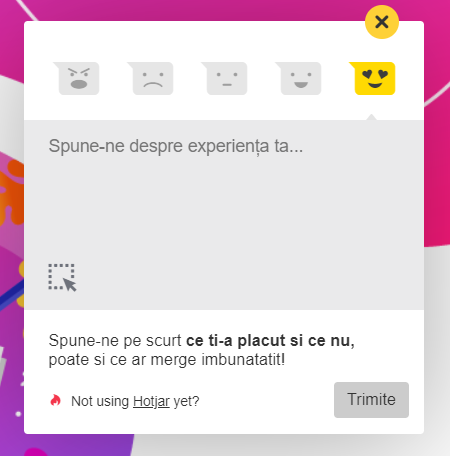 Spune-ne despre experiența ta...
Spune-ne pe scurt ce ti-a placut si ce nu,
poate si ce ar merge imbunatatit!
Not using Hotjar yet?
Trimite